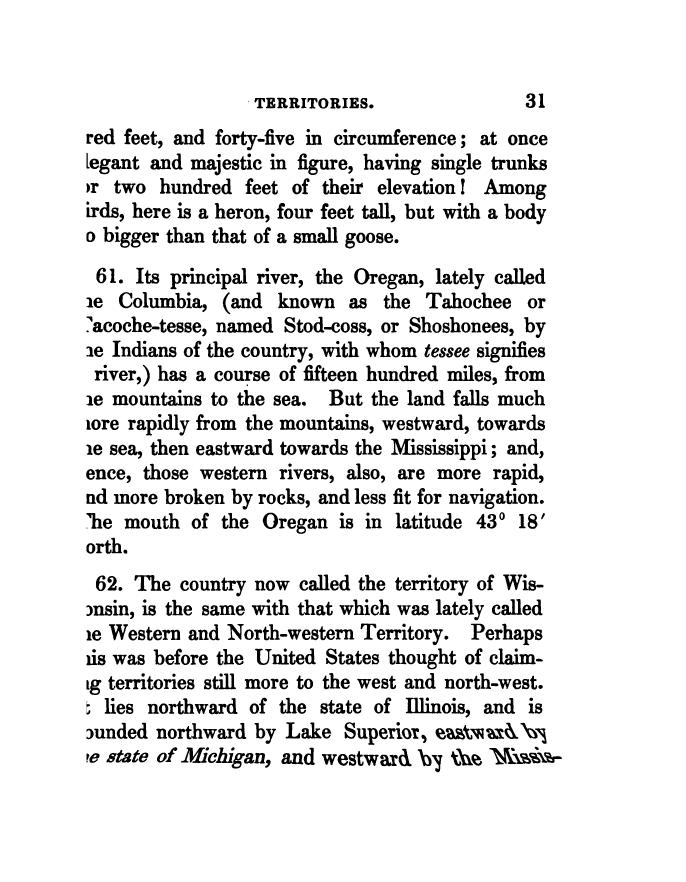 TERRITORIES. 31
red feet, and forty-five in circumference; at once
legant and majestic in figure, having single trunks
r two hundred feet of their elevation! Among
irds, here is a heron, four feet tall, but with a body
o bigger than that of a small goose.
61. Its principal river, the Oregan, lately called
e Columbia, (and known as the Tahochee or
acoche-tesse, named Stod-coss, or Shoshonees, by
e Indians of the country, with whom tessee signifies
river,) has a course of fifteen hundred miles, from
e mountains to the sea. But the land falls much
ore rapidly from the mountains, westward, towards
e sea, then eastward towards the Mississippi; and,
ence, those western rivers, also, are more rapid,
nd more broken by rocks, and less fit for navigation.
he mouth of the Oregan is in latitude 43° 18′
orth.
62. The country now called the territory of Wis-
onsin, is the same with that which was lately called
e Western and North-western Territory. Perhaps
is was before the United States thought of claim-
g territories still more to the west and north-west.
lies northward of the state of Illinois, and is
ounded northward by Lake Superior, eastward by
e state of Michigan, and westward by the Missis-